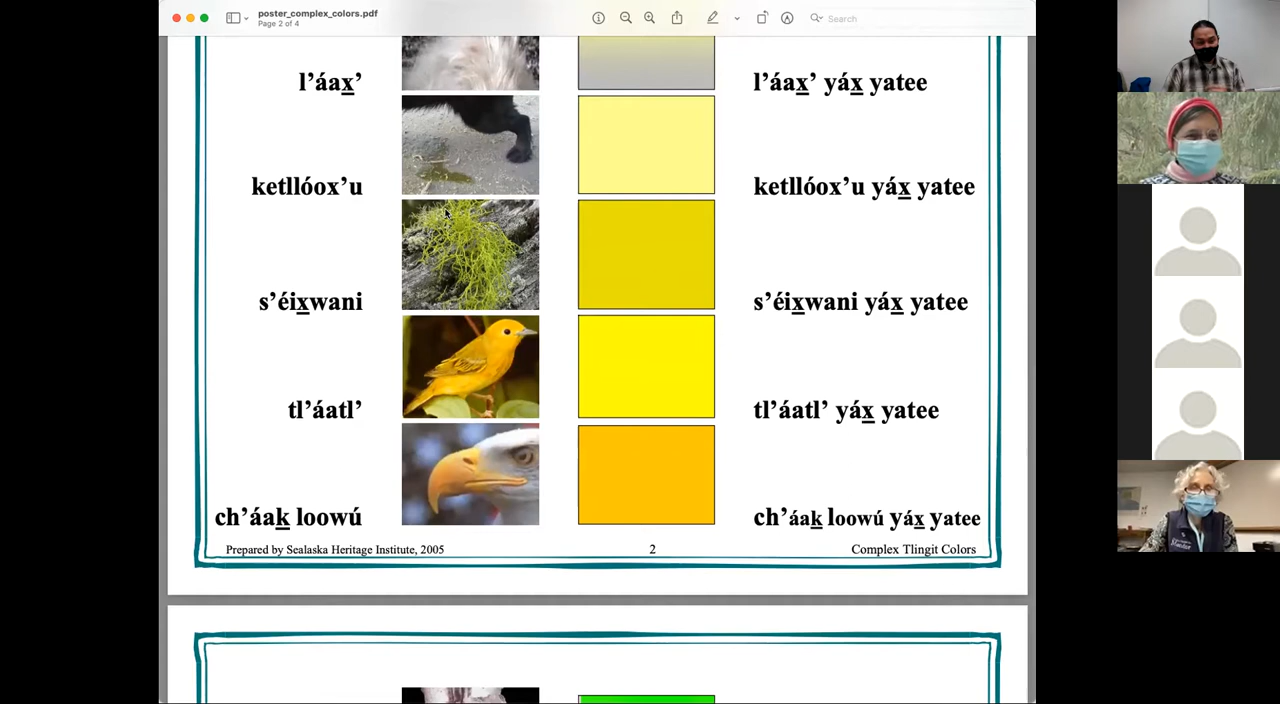 poster_complex_colors.pdf
Page 2 of 4
Search
l’áax̲’
l’áax̲’ yáx̲ yatee
ketllóox’u
ketllóox’u yáx̲ yatee
s’éix̲wani
s’éix̲wani yáx̲ yatee
tl’áatl’
tl’áatl’ yáx̲ yatee
ch’áak̲ loowú
ch’áak̲ loowú yáx̲ yatee
Prepared by Sealaska Heritage Institute, 2005
2
Complex Tlingit Colors